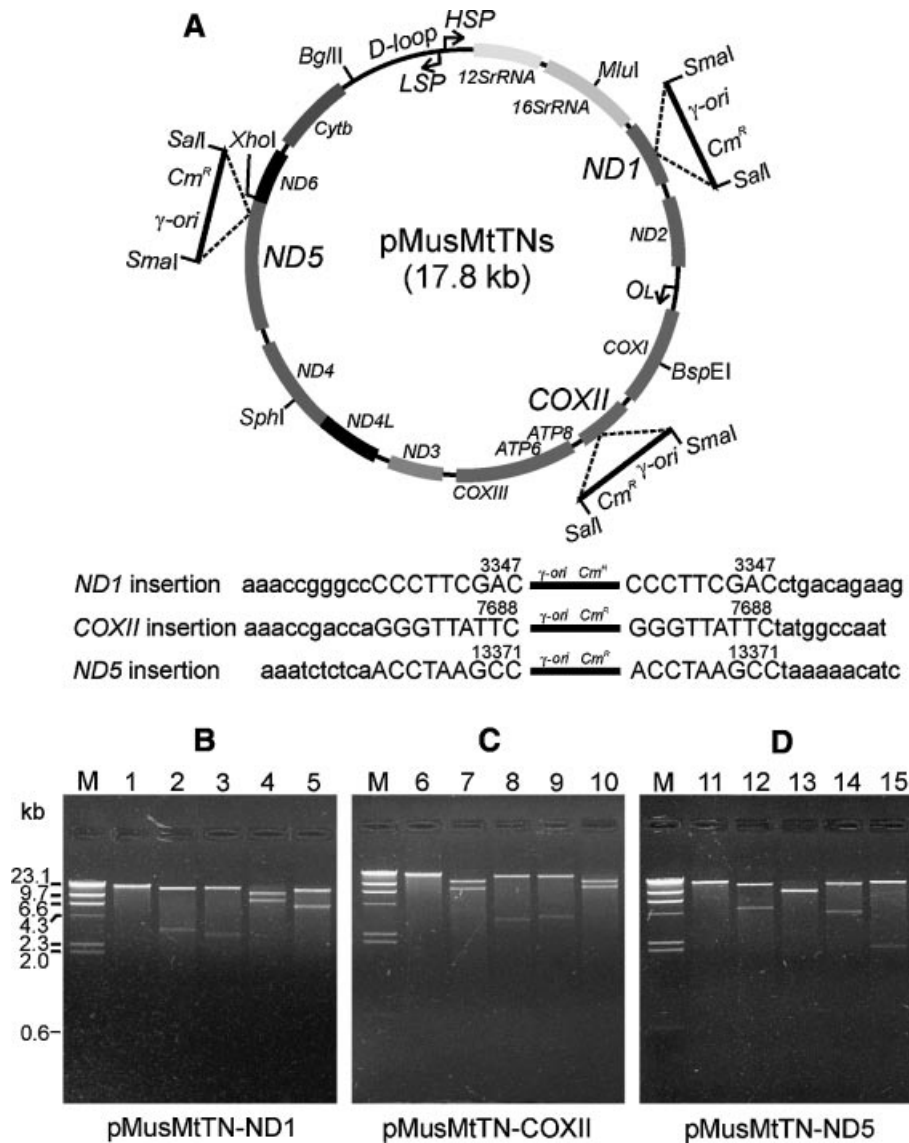 A
HSP
D-loop
LSP
BglII
12SrRNA
16SrRNA
MluI
SmaI
γ-ori
CmR
SalI
ND1
ND2
OL
COXI
BspEI
COXII
ATP8
ATP6
SmaI
γ-ori
CmR
SalI
COXIII
ND3
ND4L
SphI
ND4
ND5
ND6
Cytb
XhoI
SalI
CmR
γ-ori
SmaI
pMusMtTNs
(17.8 kb)
3347 γ-ori CmR 3347
ND1 insertion aaaccgggccCCCTTCGAC CCCTTCGACctgacagaag
7688 γ-ori CmR 7688
COXII insertion aaaccgaccaGGGTTATTC GGGTTATTCtatggccaat
13371 γ-ori CmR 13371
ND5 insertion aaatctctcaACCTAAGCC ACCTAAGCCtaaaaacatc
B C D
M 1 2 3 4 5 M 6 7 8 9 10 M 11 12 13 14 15
kb
23.1
9.7
6.6
4.3
2.3
2.0
0.6
pMusMtTN-ND1 pMusMtTN-COXII pMusMtTN-ND5